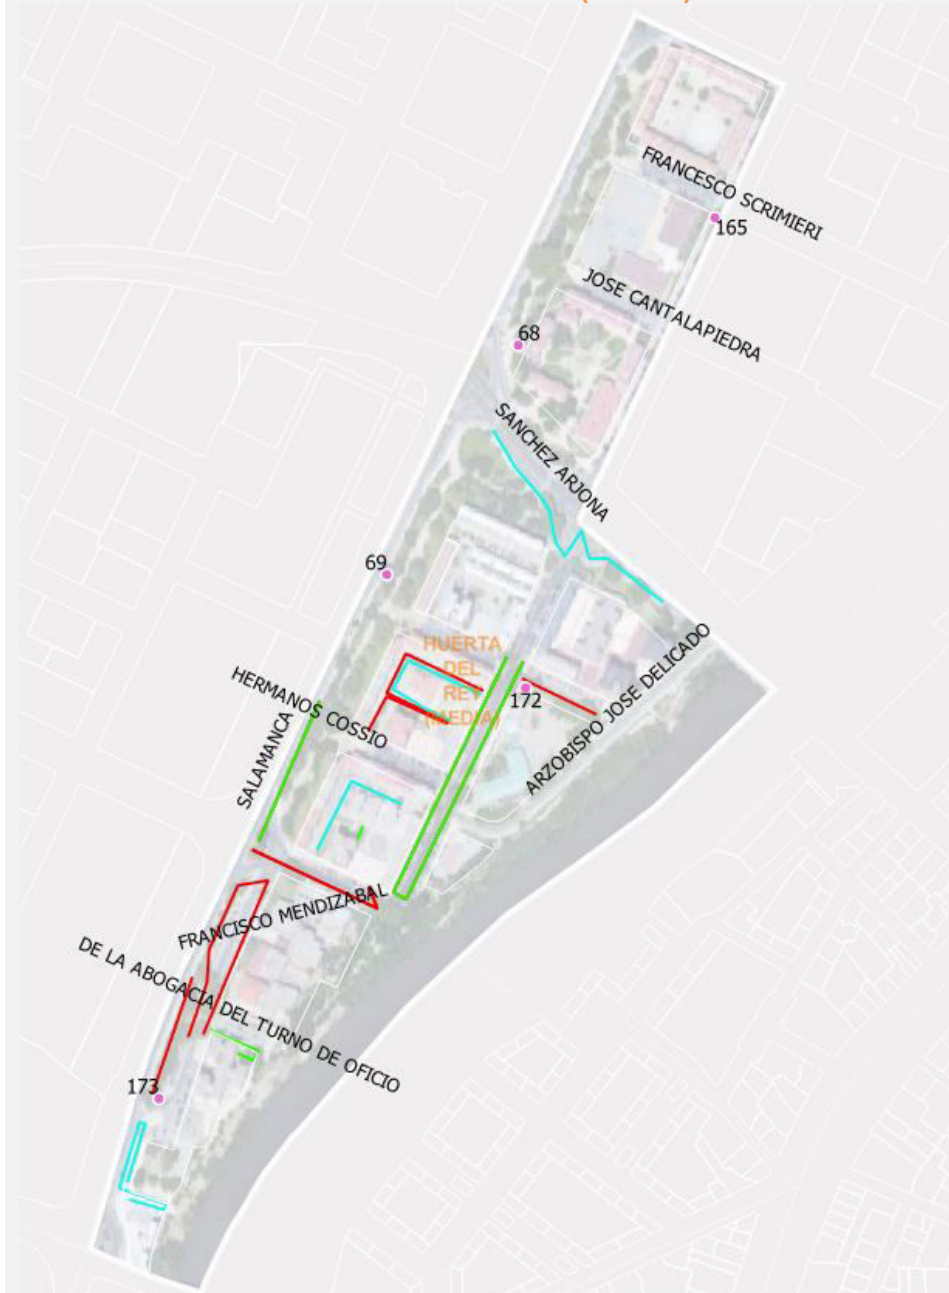 FRANCESCO SCRIMIERI
165
JOSE CANTALAPIEDRA
68
SANCHEZ ARJONA
69
HUERTA
DEL
REY
(MEDIA)
172
ARZOBISPO JOSE DELICADO
HERMANOS COSSIO
SALAMANCA
FRANCISCO MENDIZABAL
DE LA ABOGACIA DEL TURNO DE OFICIO
173